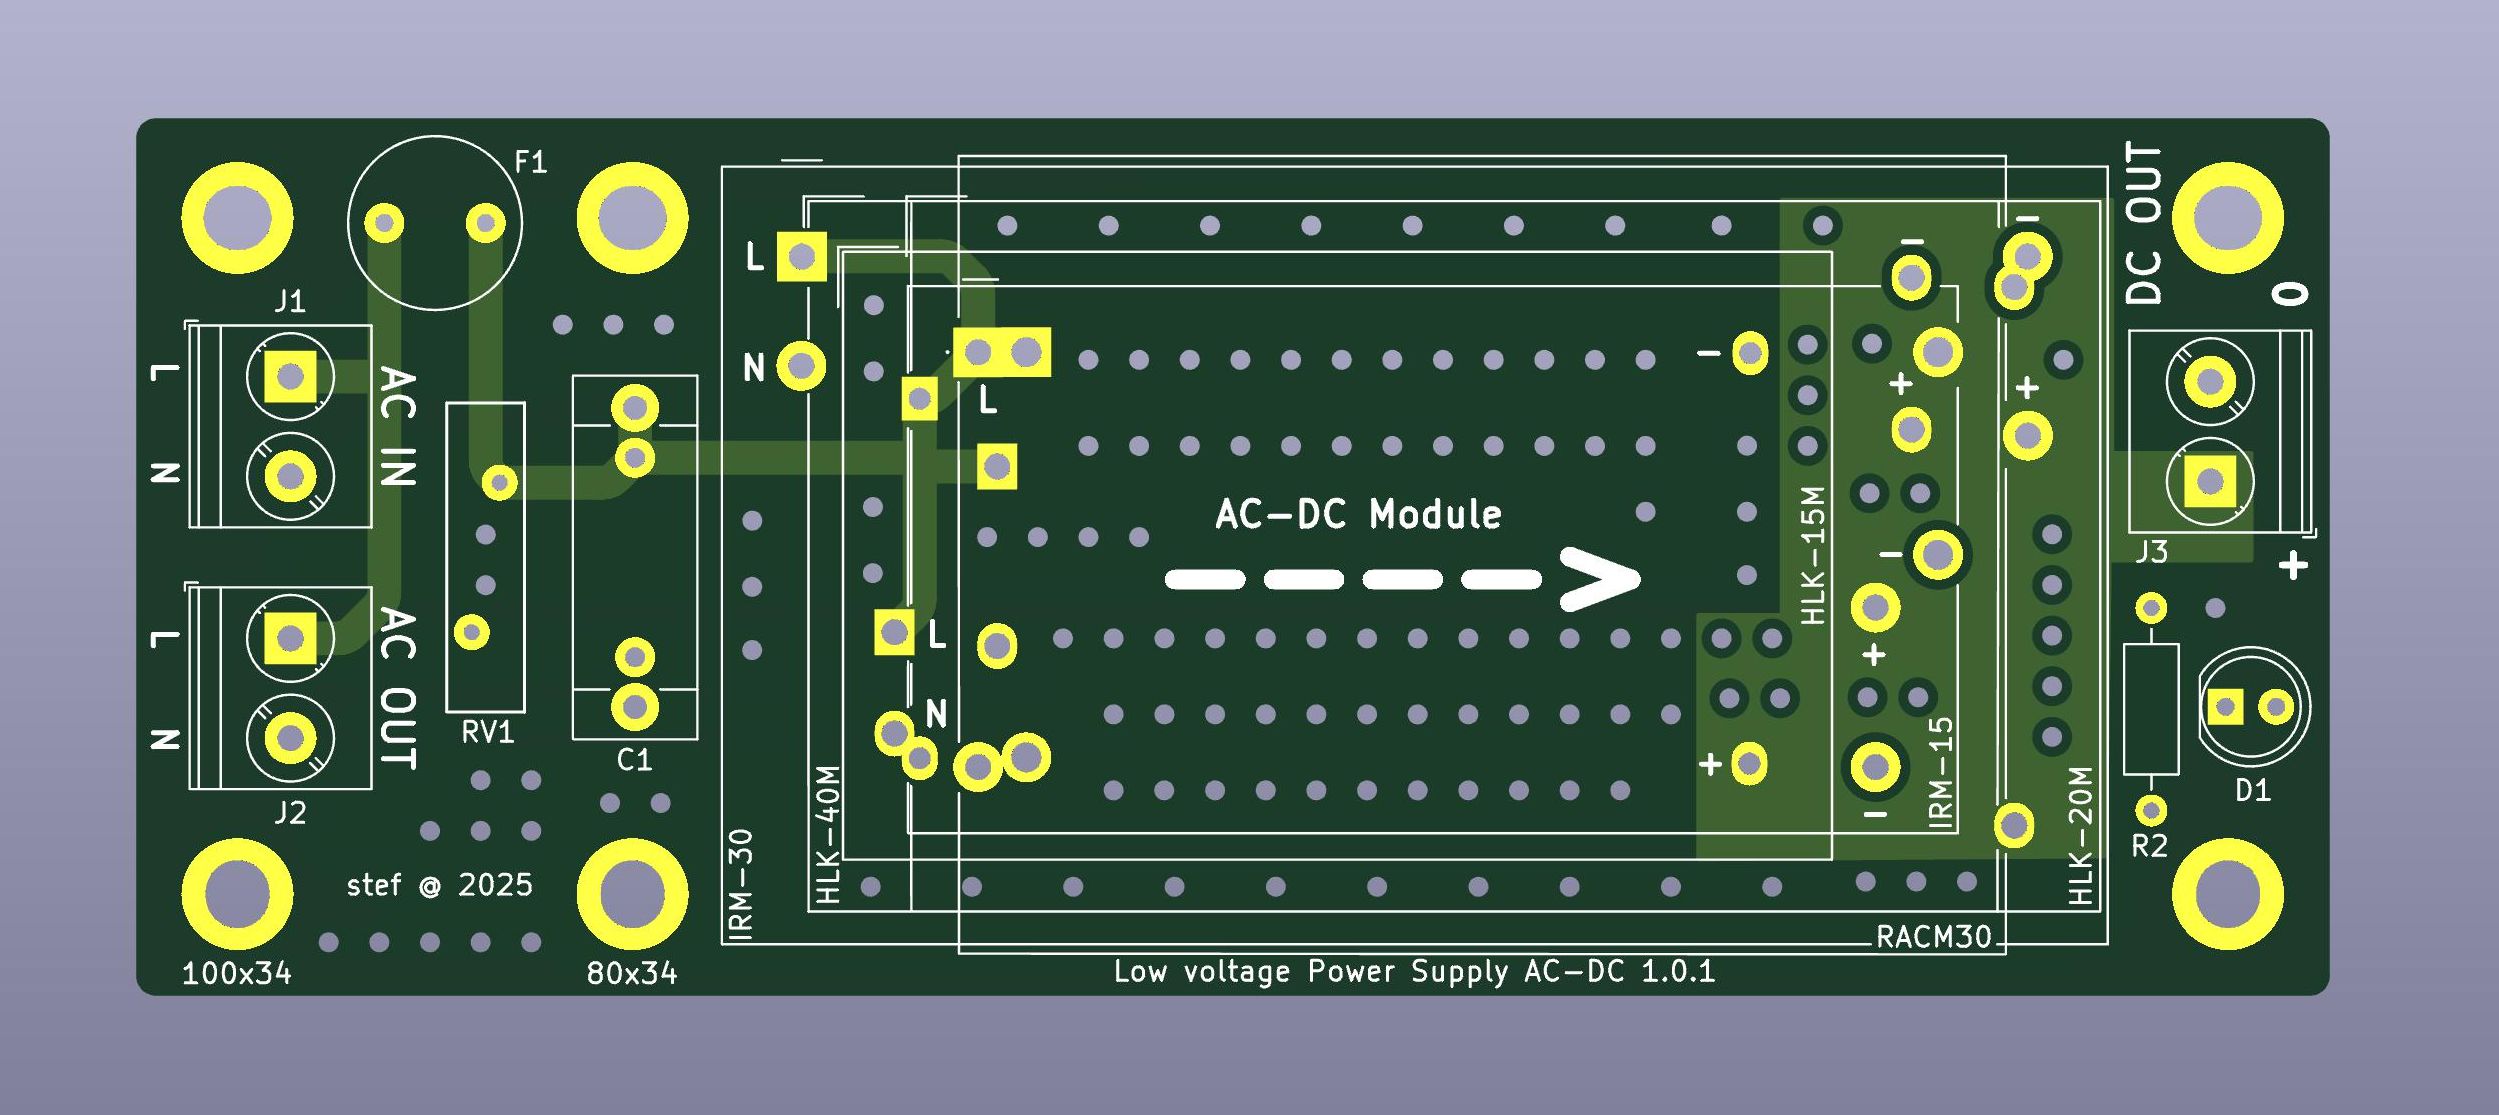 F1
J1
L
N
AC IN
L
N
AC OUT
J2
RV1
C1
stef @ 2025
100x34
80x34
L
N
L
L
N
AC-DC Module
---->
IRM-30
HLK-40M
HLK-15M
IRM-15
HLK-20M
RACM30
-
+
-
+
-
+
-
+
-
Low voltage Power Supply AC-DC 1.0.1
DC OUT
0
+
J3
D1
R2